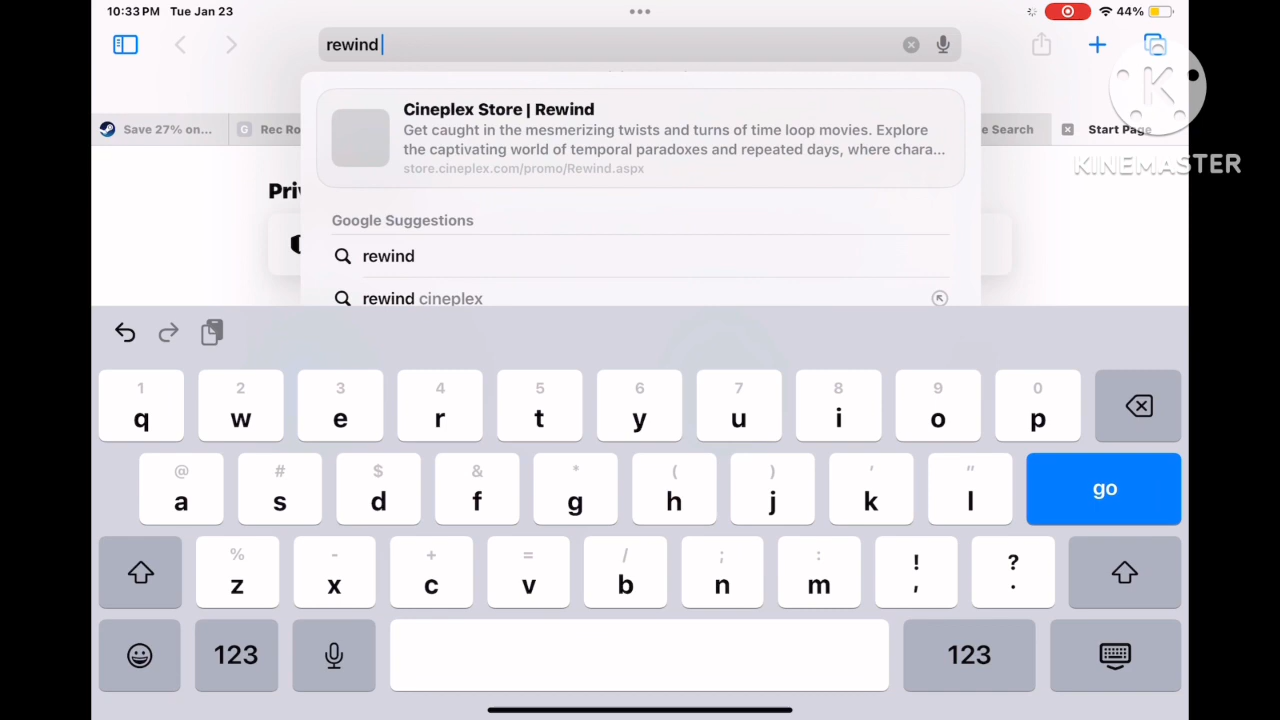 10:33 PM Tue Jan 23
44%
rewind
Cineplex Store | Rewind
Get caught in the mesmerizing twists and turns of time loop movies. Explore
the captivating world of temporal paradoxes and repeated days, where chara...
store.cineplex.com/promo/Rewind.aspx
Save 27% on...
G Rec Ro
e Search
Start Page
K
KINEMASTER
Pri
Google Suggestions
rewind
rewind cineplex
1 2 3 4 5 6 7 8 9 0
q w e r t y u i o p
@ # $ & * ( ) ' "
a s d f g h j k l go
% - + = / ; : ! ?
z x c v b n m , .
123 123